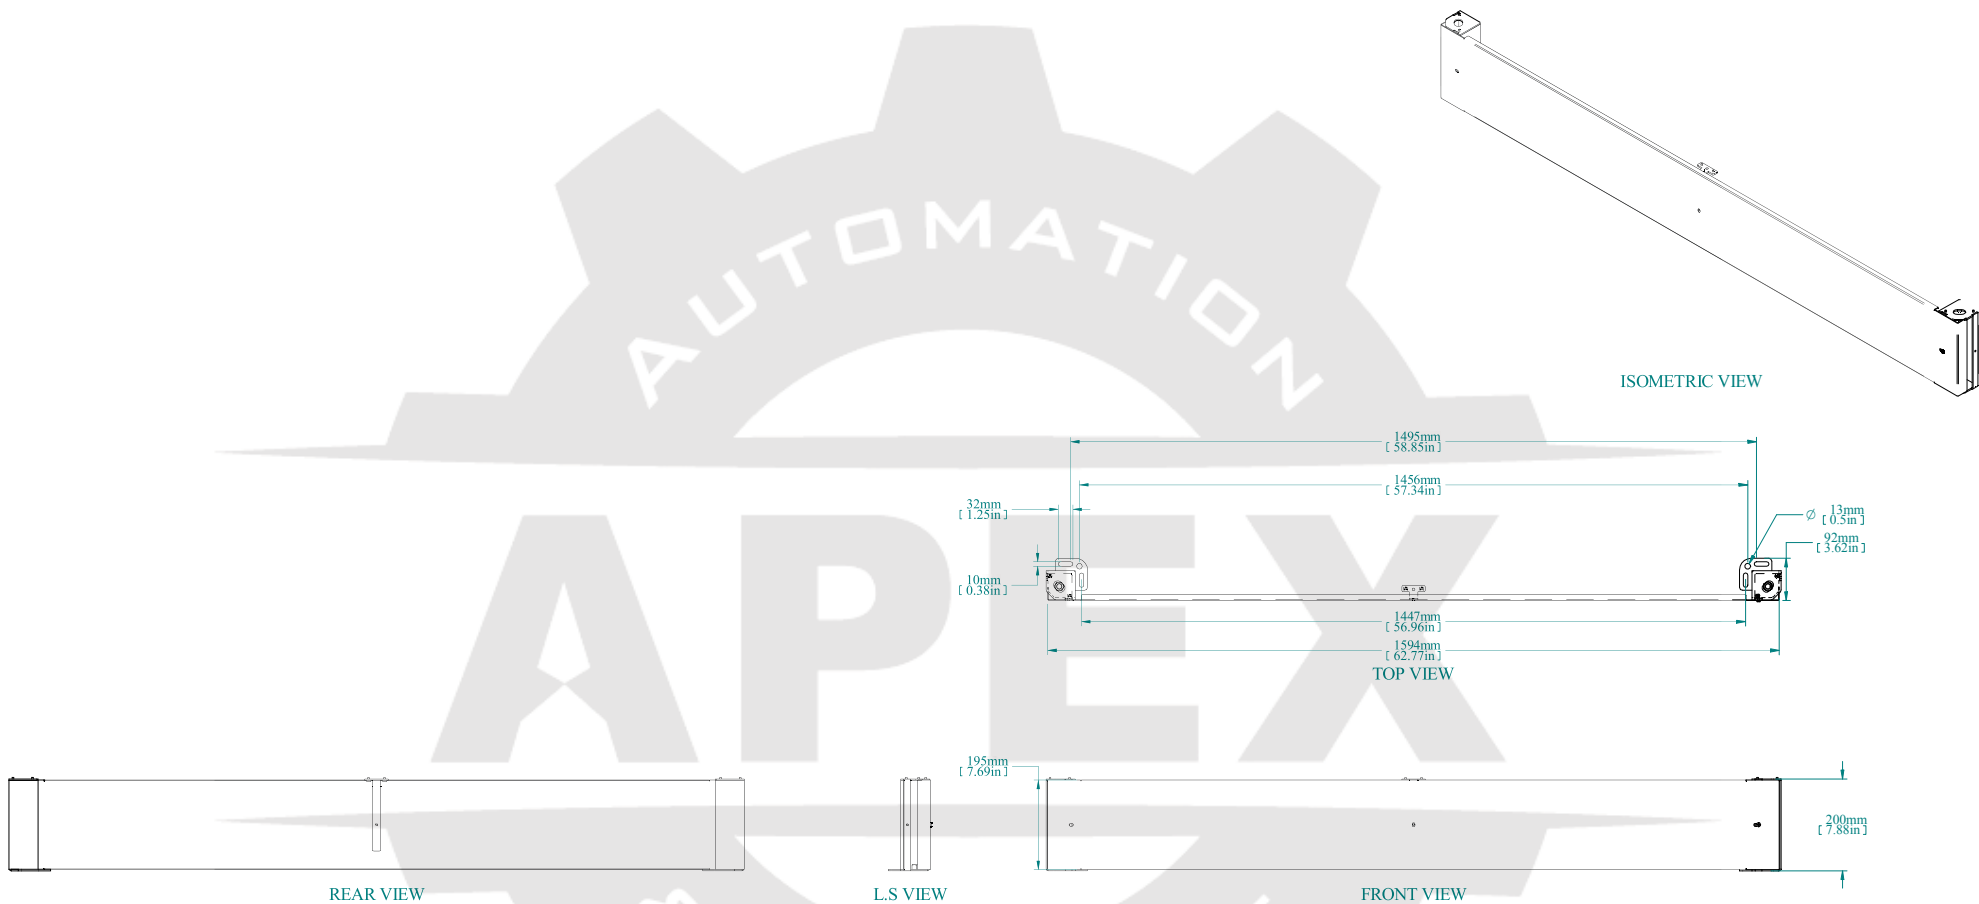 AUTOMATION
APEX
ISOMETRIC VIEW
1495mm
[ 58.85in ]
1456mm
[ 57.34in ]
32mm
[ 1.25in ]
Ø 13mm
[ 0.5in ]
92mm
[ 3.62in ]
10mm
[ 0.38in ]
1447mm
[ 56.96in ]
1594mm
[ 62.77in ]
TOP VIEW
195mm
[ 7.69in ]
200mm
[ 7.88in ]
REAR VIEW
L.S VIEW
FRONT VIEW